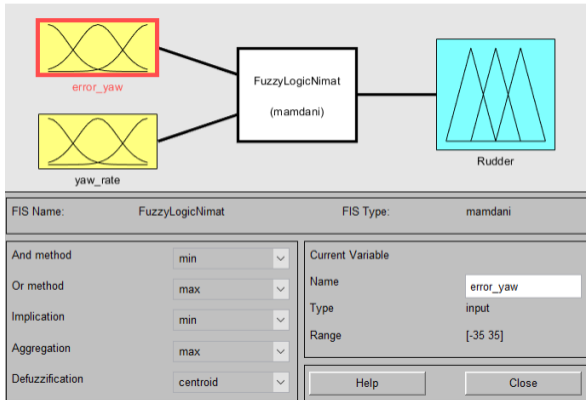 error_yaw
FuzzyLogicNimat
(mamdani)
yaw_rate
Rudder
FIS Name: FuzzyLogicNimat FIS Type: mamdani
And method min
Or method max
Implication min
Aggregation max
Defuzzification centroid
Current Variable
Name error_yaw
Type input
Range [-35 35]
Help Close